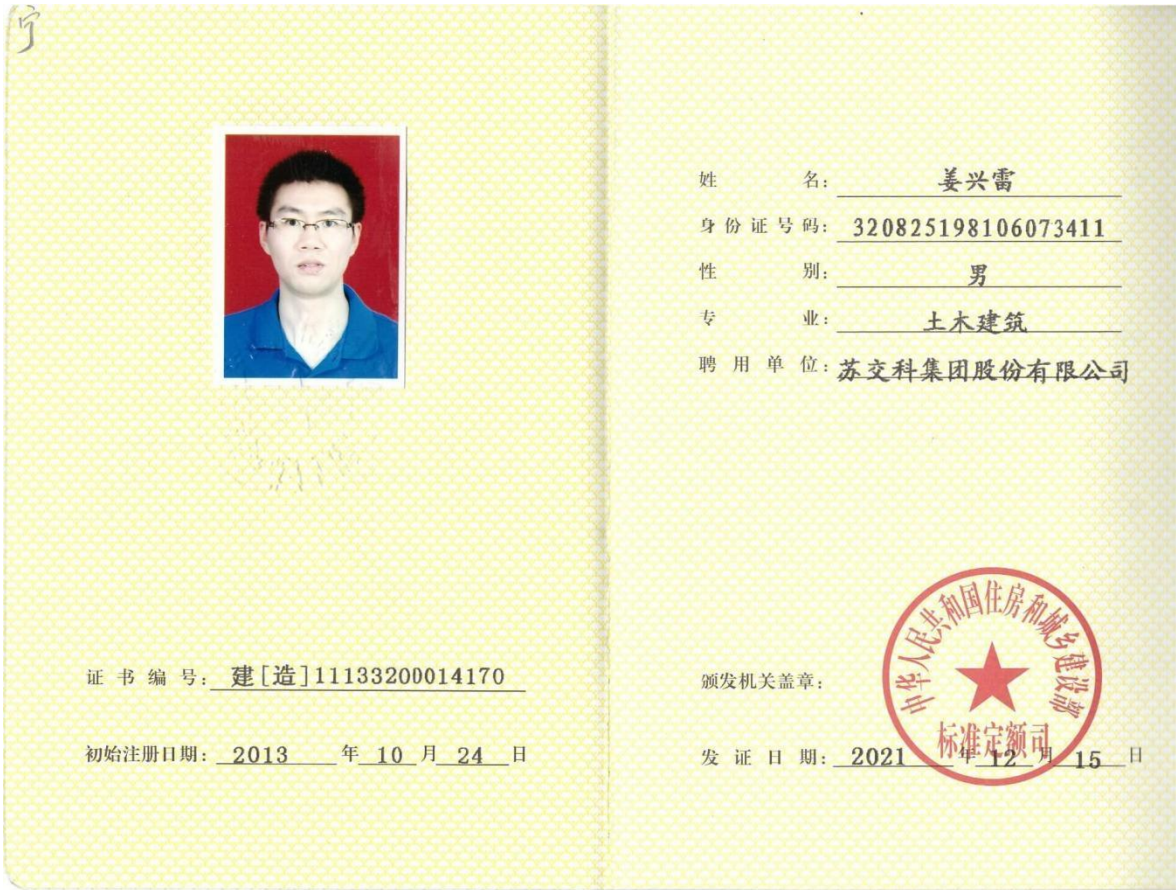 宁
证书编号: 建[造]11133200014170
初始注册日期: 2013 年 10 月 24 日
姓名: 姜兴雷
身份证号码: 320825198106073411
性别: 男
专业: 土木建筑
聘用单位: 苏交科集团股份有限公司
颁发机关盖章:
中华人民共和国住房和城乡建设部
标准定额司
发证日期: 2021 年 12 月 15 日